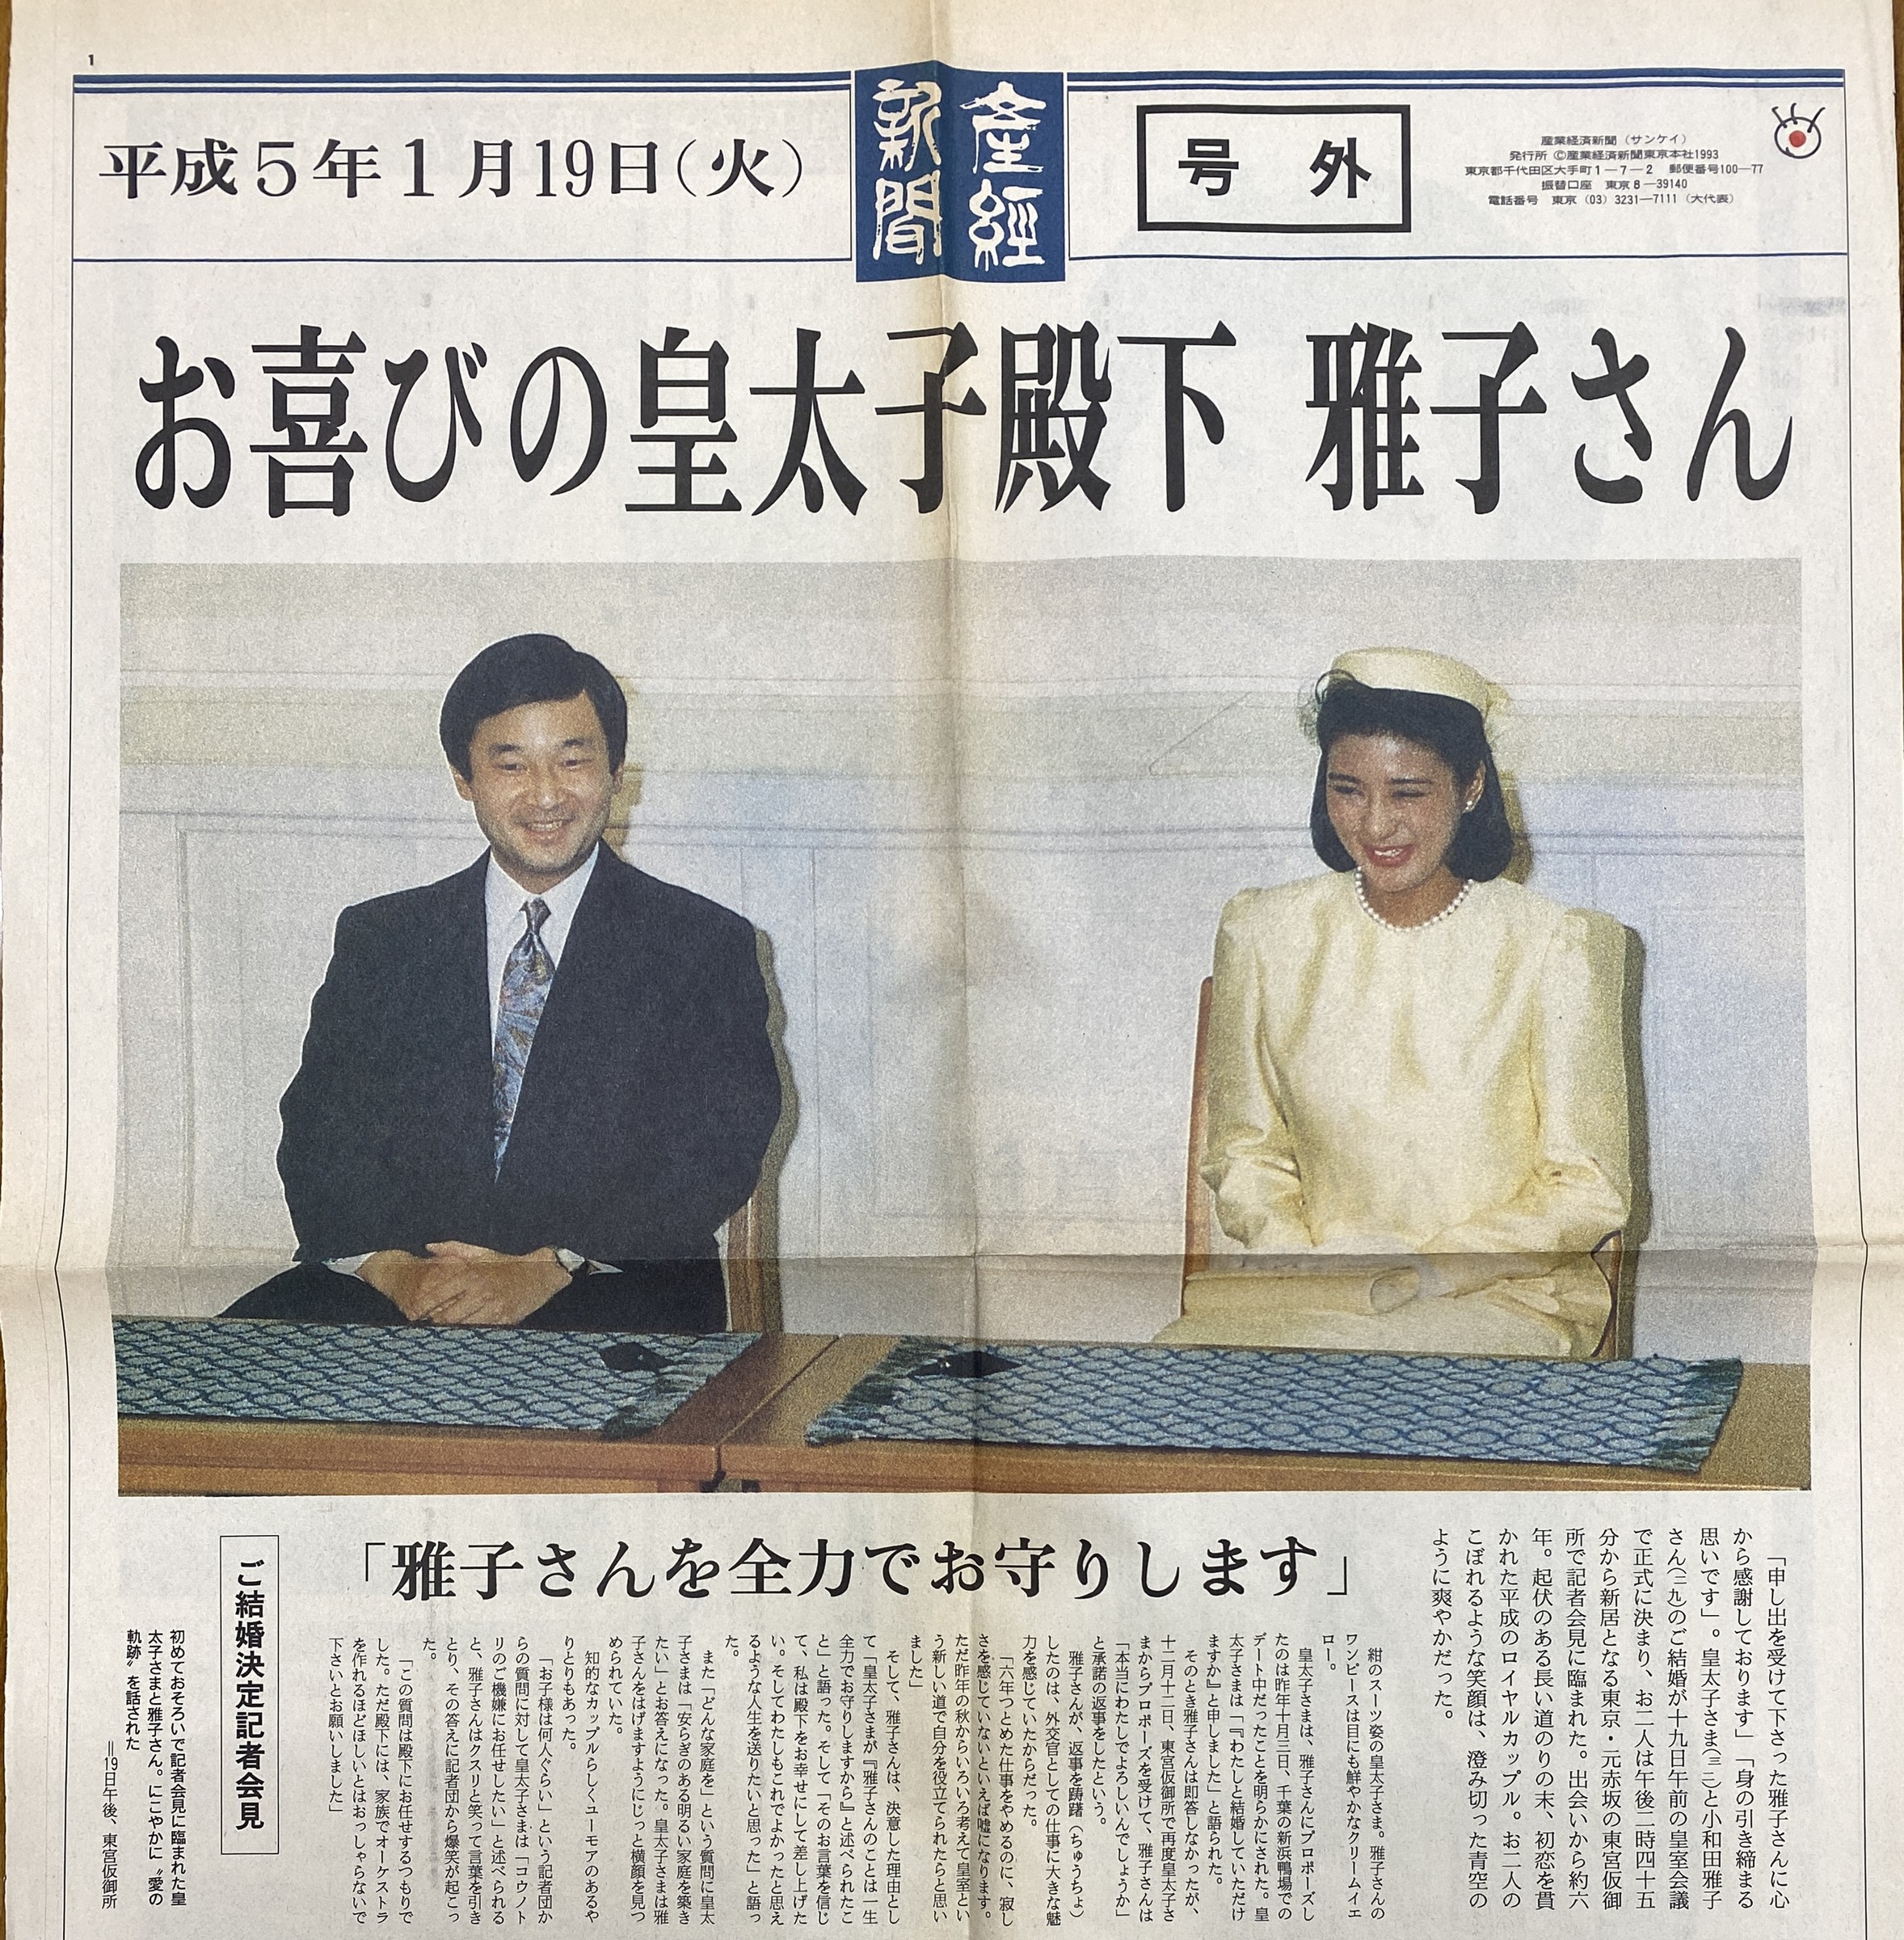 1
平成5年1月19日(火)
産経
新聞
号外
産業経済新聞(サンケイ)
発行所 ©産業経済新聞東京本社1993
東京都千代田区大手町1―7―2 郵便番号100―77
振替口座 東京8―39140
電話番号 東京(03)3231―7111(大代表)
お喜びの皇太子殿下 雅子さん
「申し出を受けて下さった雅子さんに心
から感謝しております」「身の引き締まる
思いです」。皇太子さま(三二)と小和田雅子
さん(二九)のご結婚が十九日午前の皇室会議
で正式に決まり、お二人は午後二時四十五
分から新居となる東京・元赤坂の東宮仮御
所で記者会見に臨まれた。出会いから約六
年。起伏のある長い道のりの末、初恋を貫
かれた平成のロイヤルカップル。お二人の
こぼれるような笑顔は、澄み切った青空の
ように爽やかだった。
「雅子さんを全力でお守りします」
紺のスーツ姿の皇太子さま。雅子さんの
ワンピースは目にも鮮やかなクリームイエ
ロー。
皇太子さまは、雅子さんにプロポーズし
たのは昨年十月三日、千葉の新浜鴨場での
デート中だったことを明らかにされた。皇
太子さまは「『わたしと結婚していただけ
ますか』と申しました」と語られた。
そのとき雅子さんは即答しなかったが、
十二月十二日、東宮仮御所で再度皇太子さ
まからプロポーズを受けて、雅子さんは
「本当にわたしでよろしいんでしょうか」
と承諾の返事をしたという。
雅子さんが、返事を躊躇(ちゅうちょ)
したのは、外交官としての仕事に大きな魅
力を感じていたからだった。
「六年つとめた仕事をやめるのに、寂し
さを感じていないといえば嘘になります。
ただ昨年の秋からいろいろ考えて皇室とい
う新しい道で自分を役立てられたらと思い
ました」
そして、雅子さんは、決意した理由とし
て「皇太子さまが『雅子さんのことは一生
全力でお守りしますから』と述べられたこ
と」と語った。そして「そのお言葉を信じ
て、私は殿下をお幸せにして差し上げた
い。そしてわたしもこれでよかったと思え
るような人生を送りたいと思った」と語っ
た。
また「どんな家庭を」という質問に皇太
子さまは「安らぎのある明るい家庭を築き
たい」とお答えになった。皇太子さまは雅
子さんをはげますようにじっと横顔を見つ
められていた。
知的なカップルらしくユーモアのあるや
りとりもあった。
「お子様は何人ぐらい」という記者団か
らの質問に対して皇太子さまは「コウノト
リのご機嫌にお任せしたい」と述べられる
と、雅子さんはクスリと笑って言葉を引き
とり、その答えに記者団から爆笑が起こっ
た。
「この質問は殿下にお任せするつもりで
した。ただ殿下には、家族でオーケストラ
を作れるほどほしいとはおっしゃらないで
下さいとお願いしました」
ご結婚決定記者会見
初めておそろいで記者会見に臨まれた皇
太子さまと雅子さん。にこやかに〝愛の
軌跡〟を話された
=19日午後、東宮仮御所